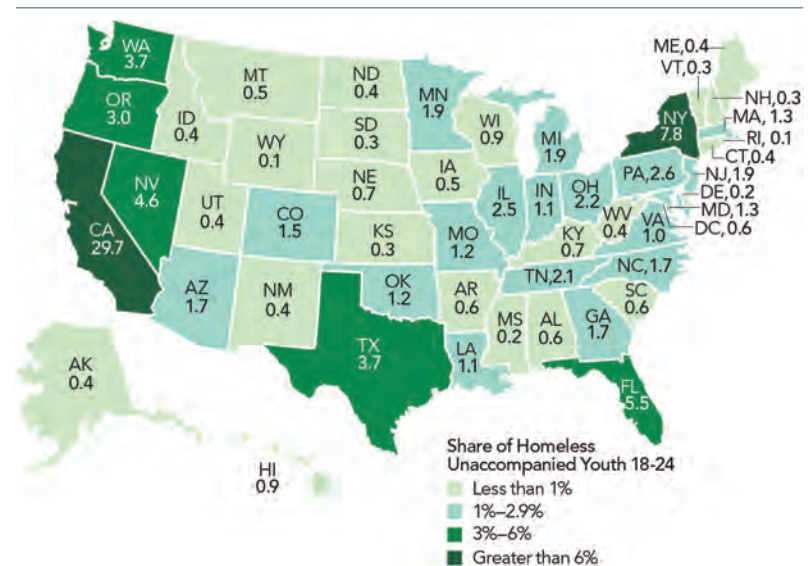 WA
3.7
OR
3.0
CA
29.7
NV
4.6
ID
0.4
MT
0.5
WY
0.1
UT
0.4
CO
1.5
AZ
1.7
NM
0.4
ND
0.4
SD
0.3
NE
0.7
KS
0.3
OK
1.2
TX
3.7
MN
1.9
IA
0.5
MO
1.2
AR
0.6
LA
1.1
WI
0.9
IL
2.5
MI
1.9
IN
1.1
OH
2.2
KY
0.7
TN,2.1
MS
0.2
AL
0.6
GA
1.7
FL
5.5
SC
0.6
NC,1.7
VA
1.0
WV
0.4
PA,2.6
NY
7.8
ME,0.4
VT,0.3
NH,0.3
MA, 1.3
RI, 0.1
CT,0.4
NJ,1.9
DE,0.2
MD,1.3
DC,0.6
AK
0.4
HI
0.9
Share of Homeless
Unaccompanied Youth 18-24
Less than 1%
1%–2.9%
3%–6%
Greater than 6%